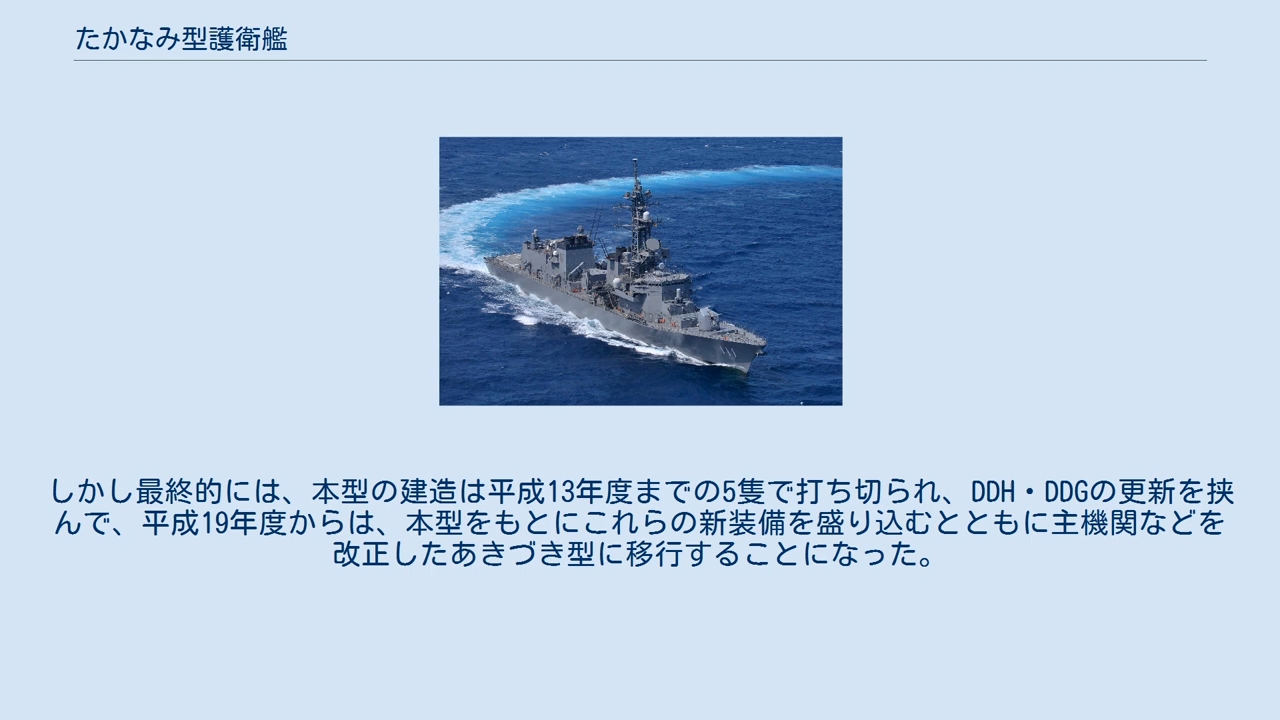 たかなみ型護衛艦
しかし最終的には、本型の建造は平成13年度までの5隻で打ち切られ、DDH・DDGの更新を挟
んで、平成19年度からは、本型をもとにこれらの新装備を盛り込むとともに主機関などを
改正したあきづき型に移行することになった。